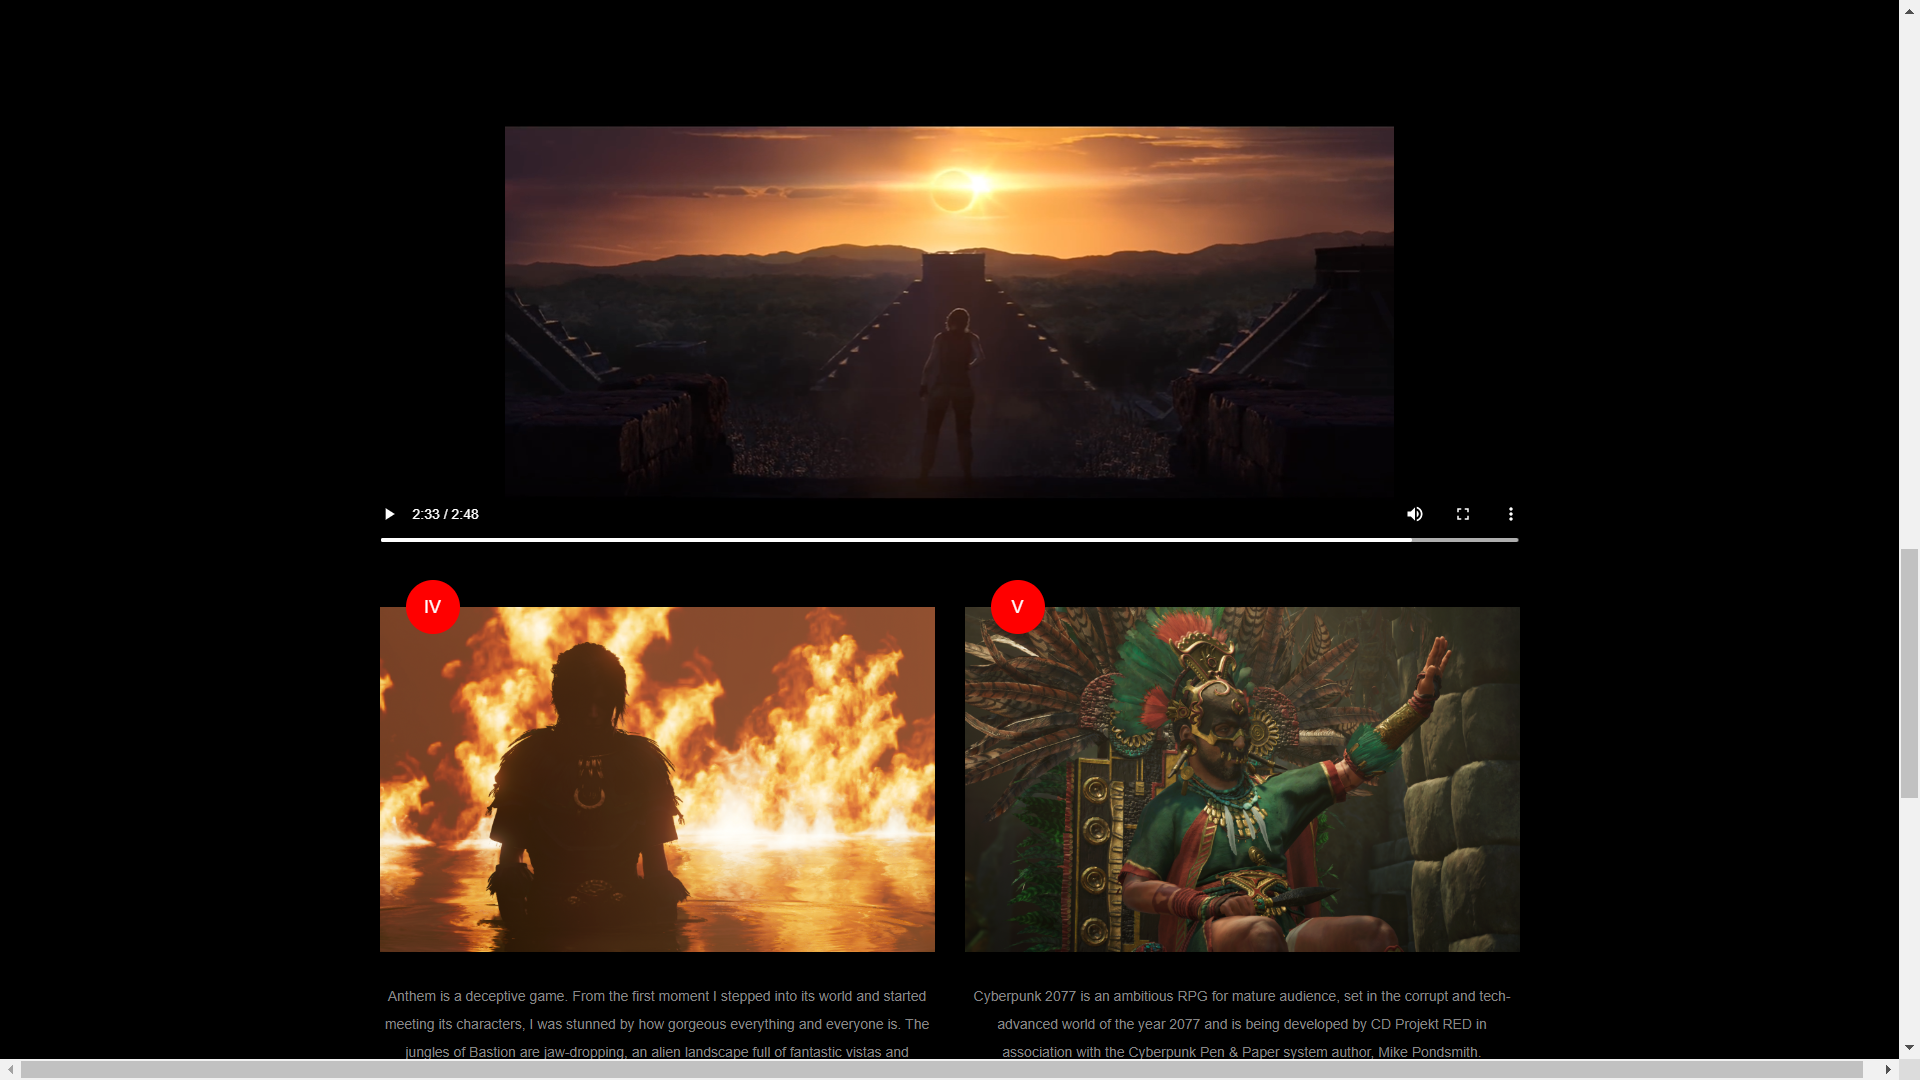 2:33 / 2:48
IV
V
Anthem is a deceptive game. From the first moment I stepped into its world and started
meeting its characters, I was stunned by how gorgeous everything and everyone is. The
jungles of Bastion are jaw-dropping, an alien landscape full of fantastic vistas and
Cyberpunk 2077 is an ambitious RPG for mature audience, set in the corrupt and tech-
advanced world of the year 2077 and is being developed by CD Projekt RED in
association with the Cyberpunk Pen & Paper system author, Mike Pondsmith.